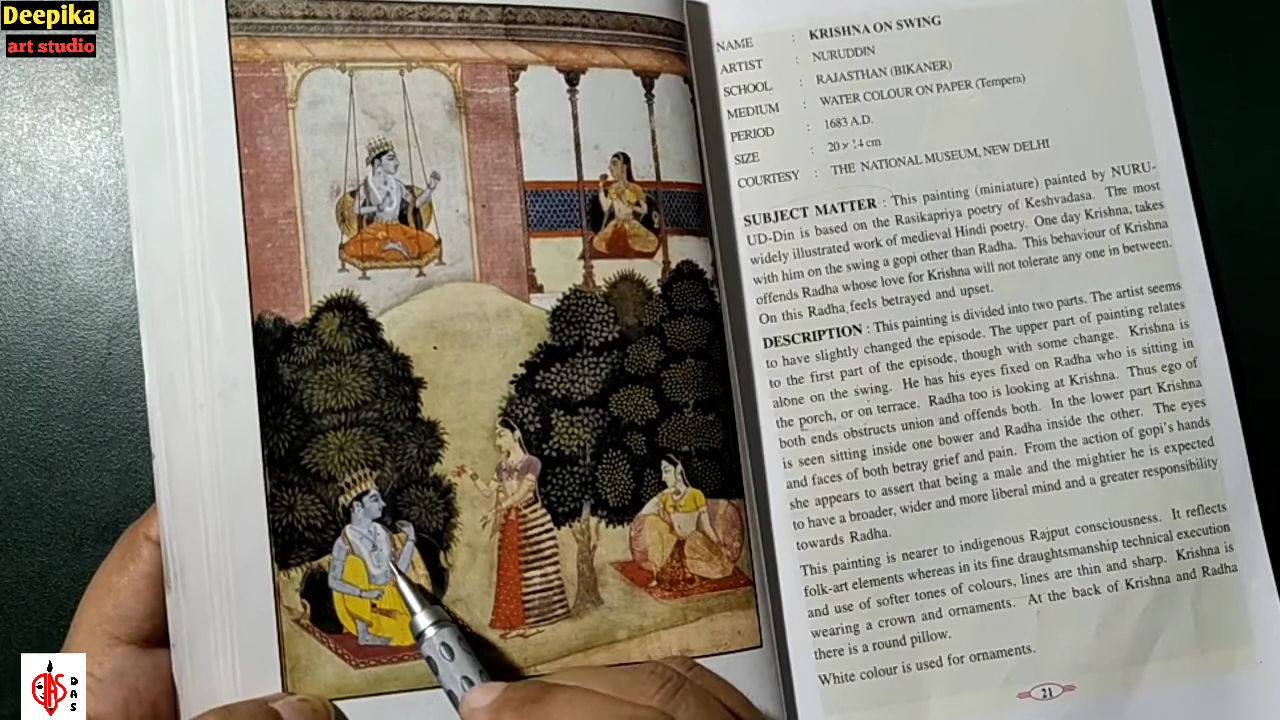 Deepika
art studio
NAME : KRISHNA ON SWING
ARTIST : NURUDDIN
SCHOOL : RAJASTHAN (BIKANER)
MEDIUM : WATER COLOUR ON PAPER (Tempera)
PERIOD : 1683 A.D.
SIZE : 20 × 14 cm
COURTESY : THE NATIONAL MUSEUM, NEW DELHI
SUBJECT MATTER : This painting (miniature) painted by NURU-
UD-Din is based on the Rasikapriya poetry of Keshvadasa. The most
widely illustrated work of medieval Hindi poetry. One day Krishna, takes
with him on the swing a gopi other than Radha. This behaviour of Krishna
offends Radha whose love for Krishna will not tolerate any one in between.
On this Radha feels betrayed and upset.
DESCRIPTION : This painting is divided into two parts. The artist seems
to have slightly changed the episode. The upper part of painting relates
to the first part of the episode, though with some change. Krishna is
alone on the swing. He has his eyes fixed on Radha who is sitting in
the porch, or on terrace. Radha too is looking at Krishna. Thus ego of
both ends obstructs union and offends both. In the lower part Krishna
is seen sitting inside one bower and Radha inside the other. The eyes
and faces of both betray grief and pain. From the action of gopi's hands
she appears to assert that being a male and the mightier he is expected
to have a broader, wider and more liberal mind and a greater responsibility
towards Radha.
This painting is nearer to indigenous Rajput consciousness. It reflects
folk-art elements whereas in its fine draughtsmanship technical execution
and use of softer tones of colours, lines are thin and sharp. Krishna is
wearing a crown and ornaments. At the back of Krishna and Radha
there is a round pillow.
White colour is used for ornaments.
21
DAS